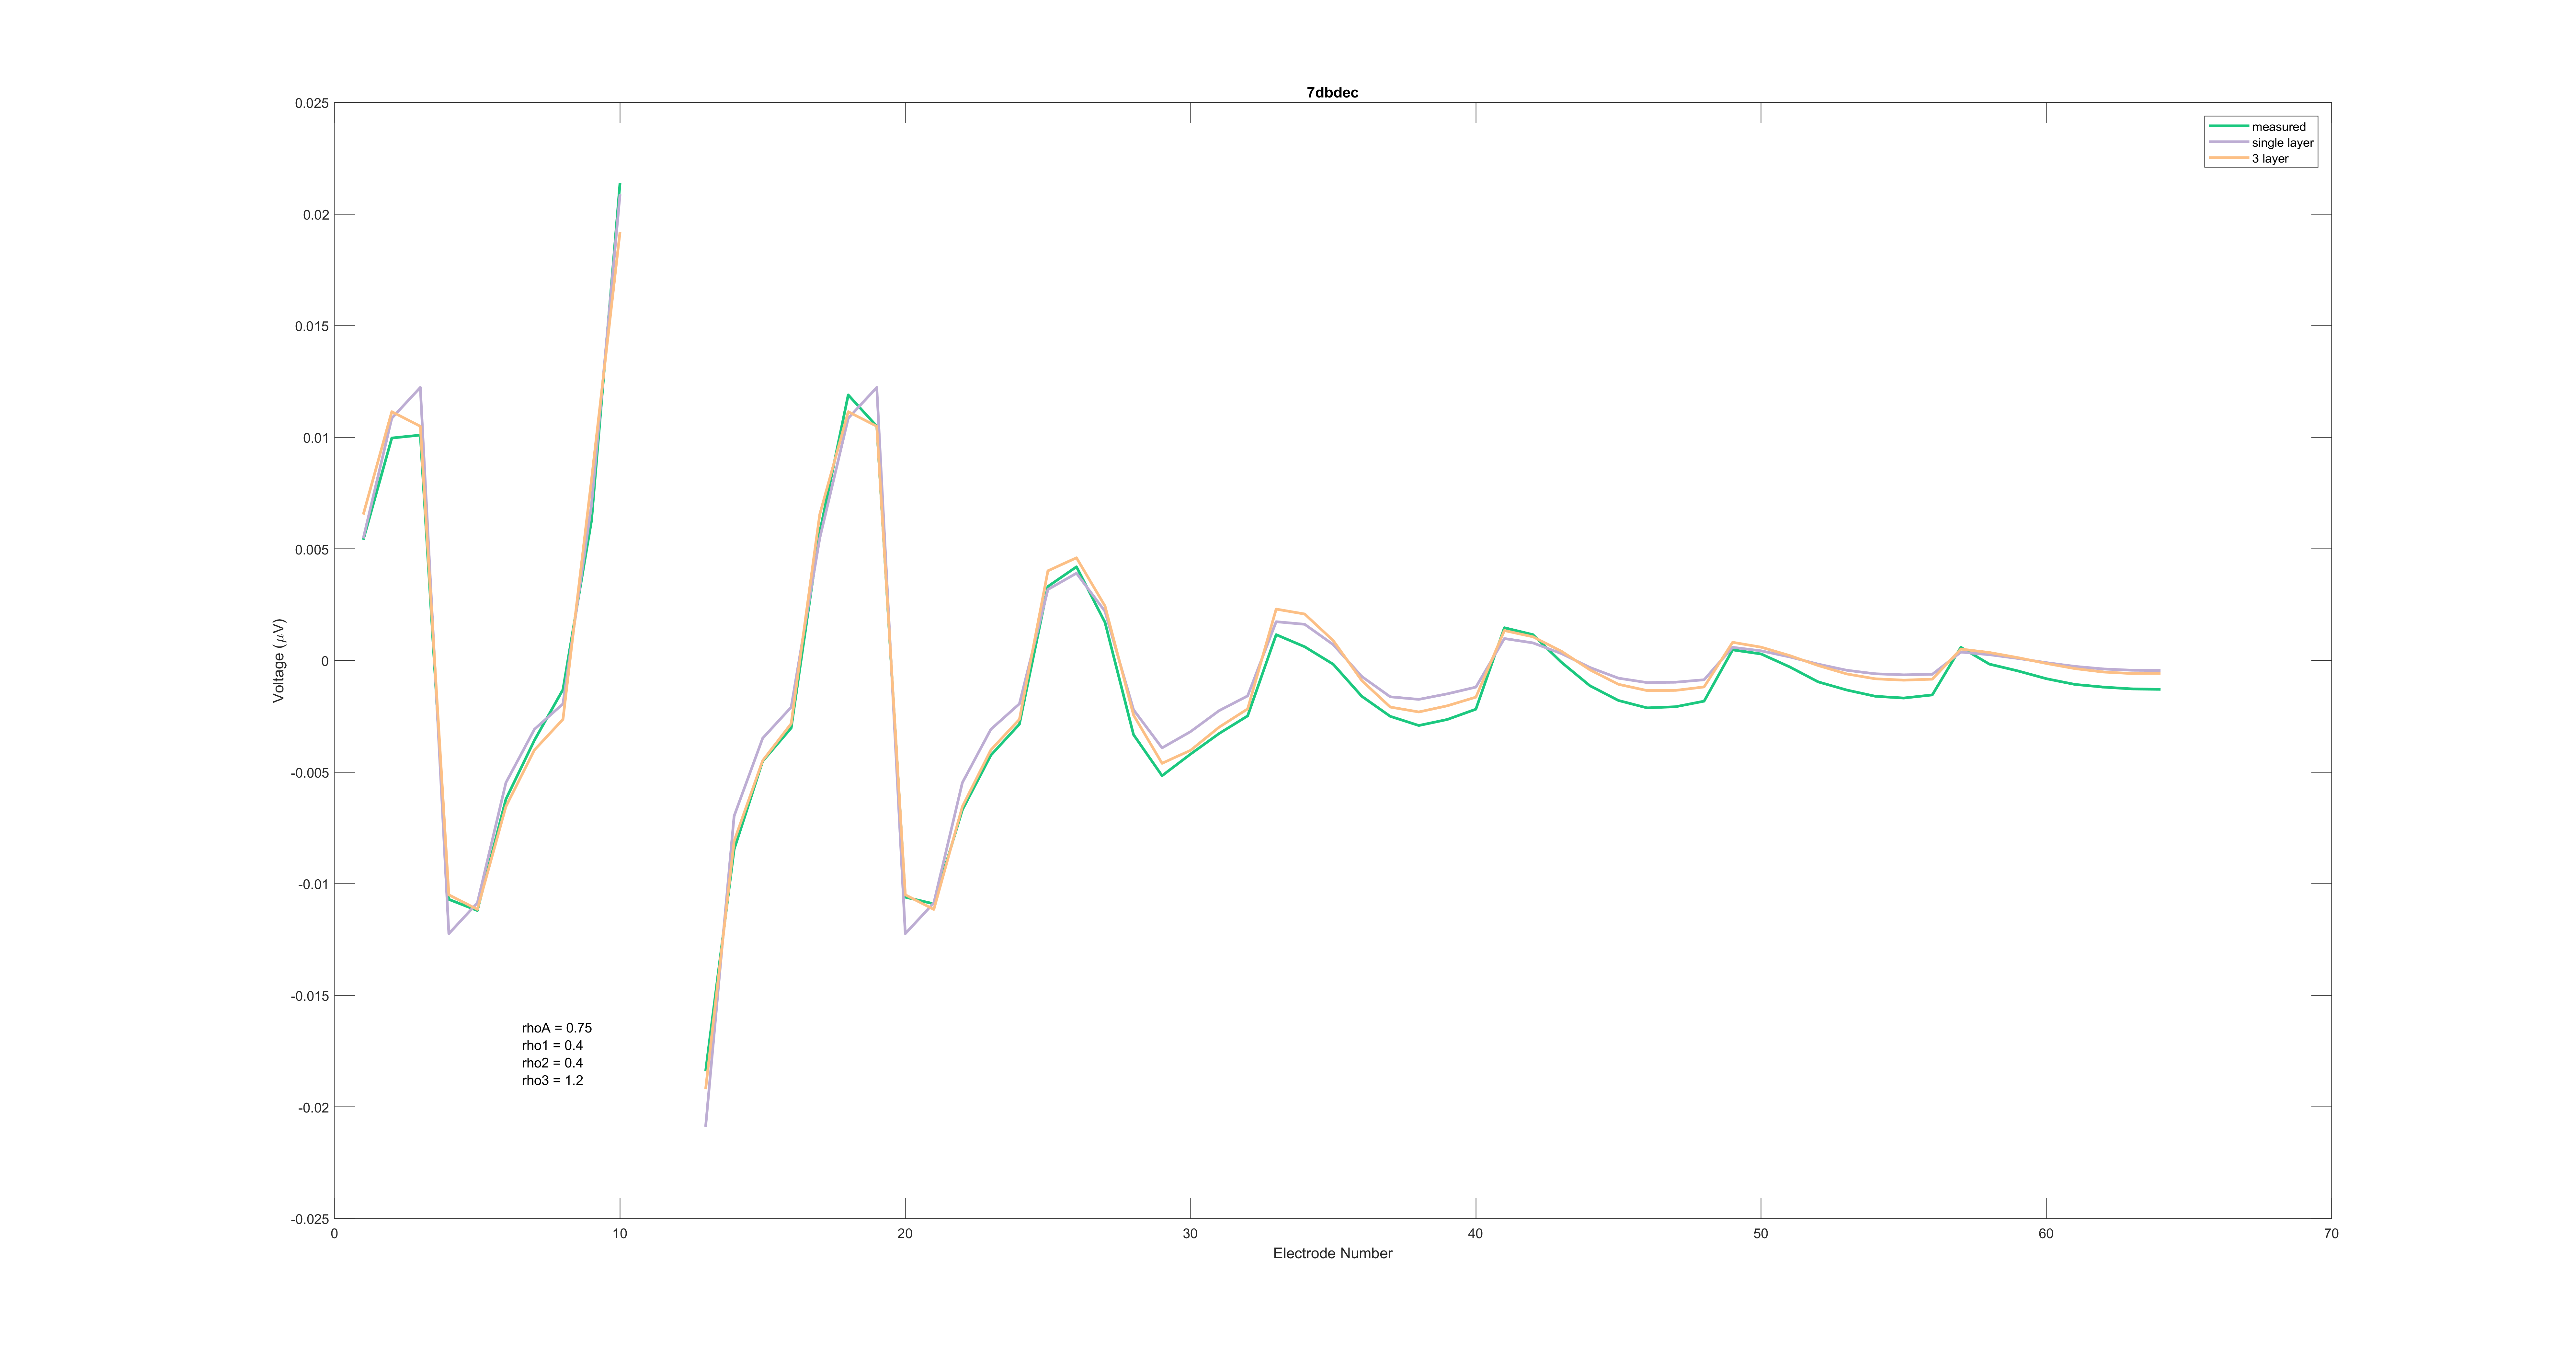 7dbdec
0.025
0.02
0.015
0.01
0.005
0
-0.005
-0.01
-0.015
-0.02
-0.025
Voltage (μV)
measured
single layer
3 layer
rhoA = 0.75
rho1 = 0.4
rho2 = 0.4
rho3 = 1.2
0 10 20 30 40 50 60 70
Electrode Number